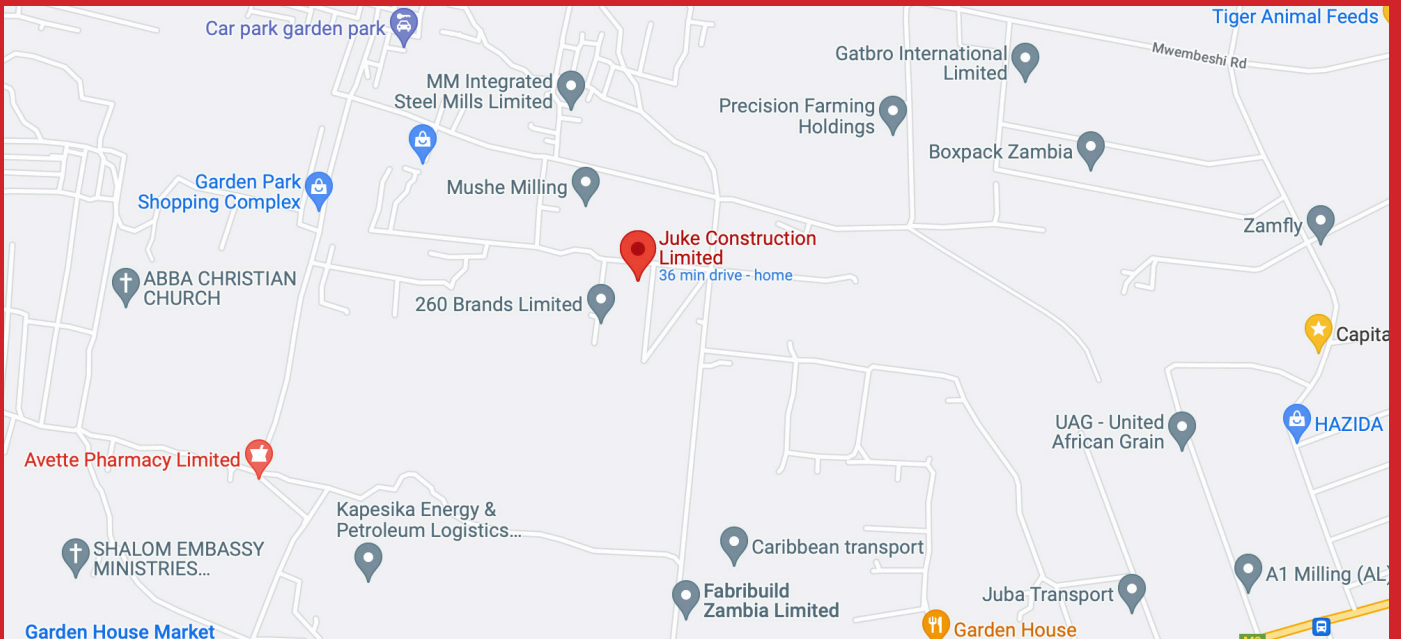 Tiger Animal Feeds
Car park garden park
Mwembeshi Rd
Gatbro International
Limited
MM Integrated
Steel Mills Limited
Precision Farming
Holdings
Boxpack Zambia
Garden Park
Shopping Complex
Mushe Milling
Zamfly
Juke Construction
Limited
36 min drive - home
ABBA CHRISTIAN
CHURCH
260 Brands Limited
Capita
UAG - United
African Grain
HAZIDA
Avette Pharmacy Limited
Kapesika Energy &
Petroleum Logistics...
SHALOM EMBASSY
MINISTRIES...
Caribbean transport
A1 Milling (AL)
Fabribuild
Zambia Limited
Juba Transport
Garden House Market
Garden House